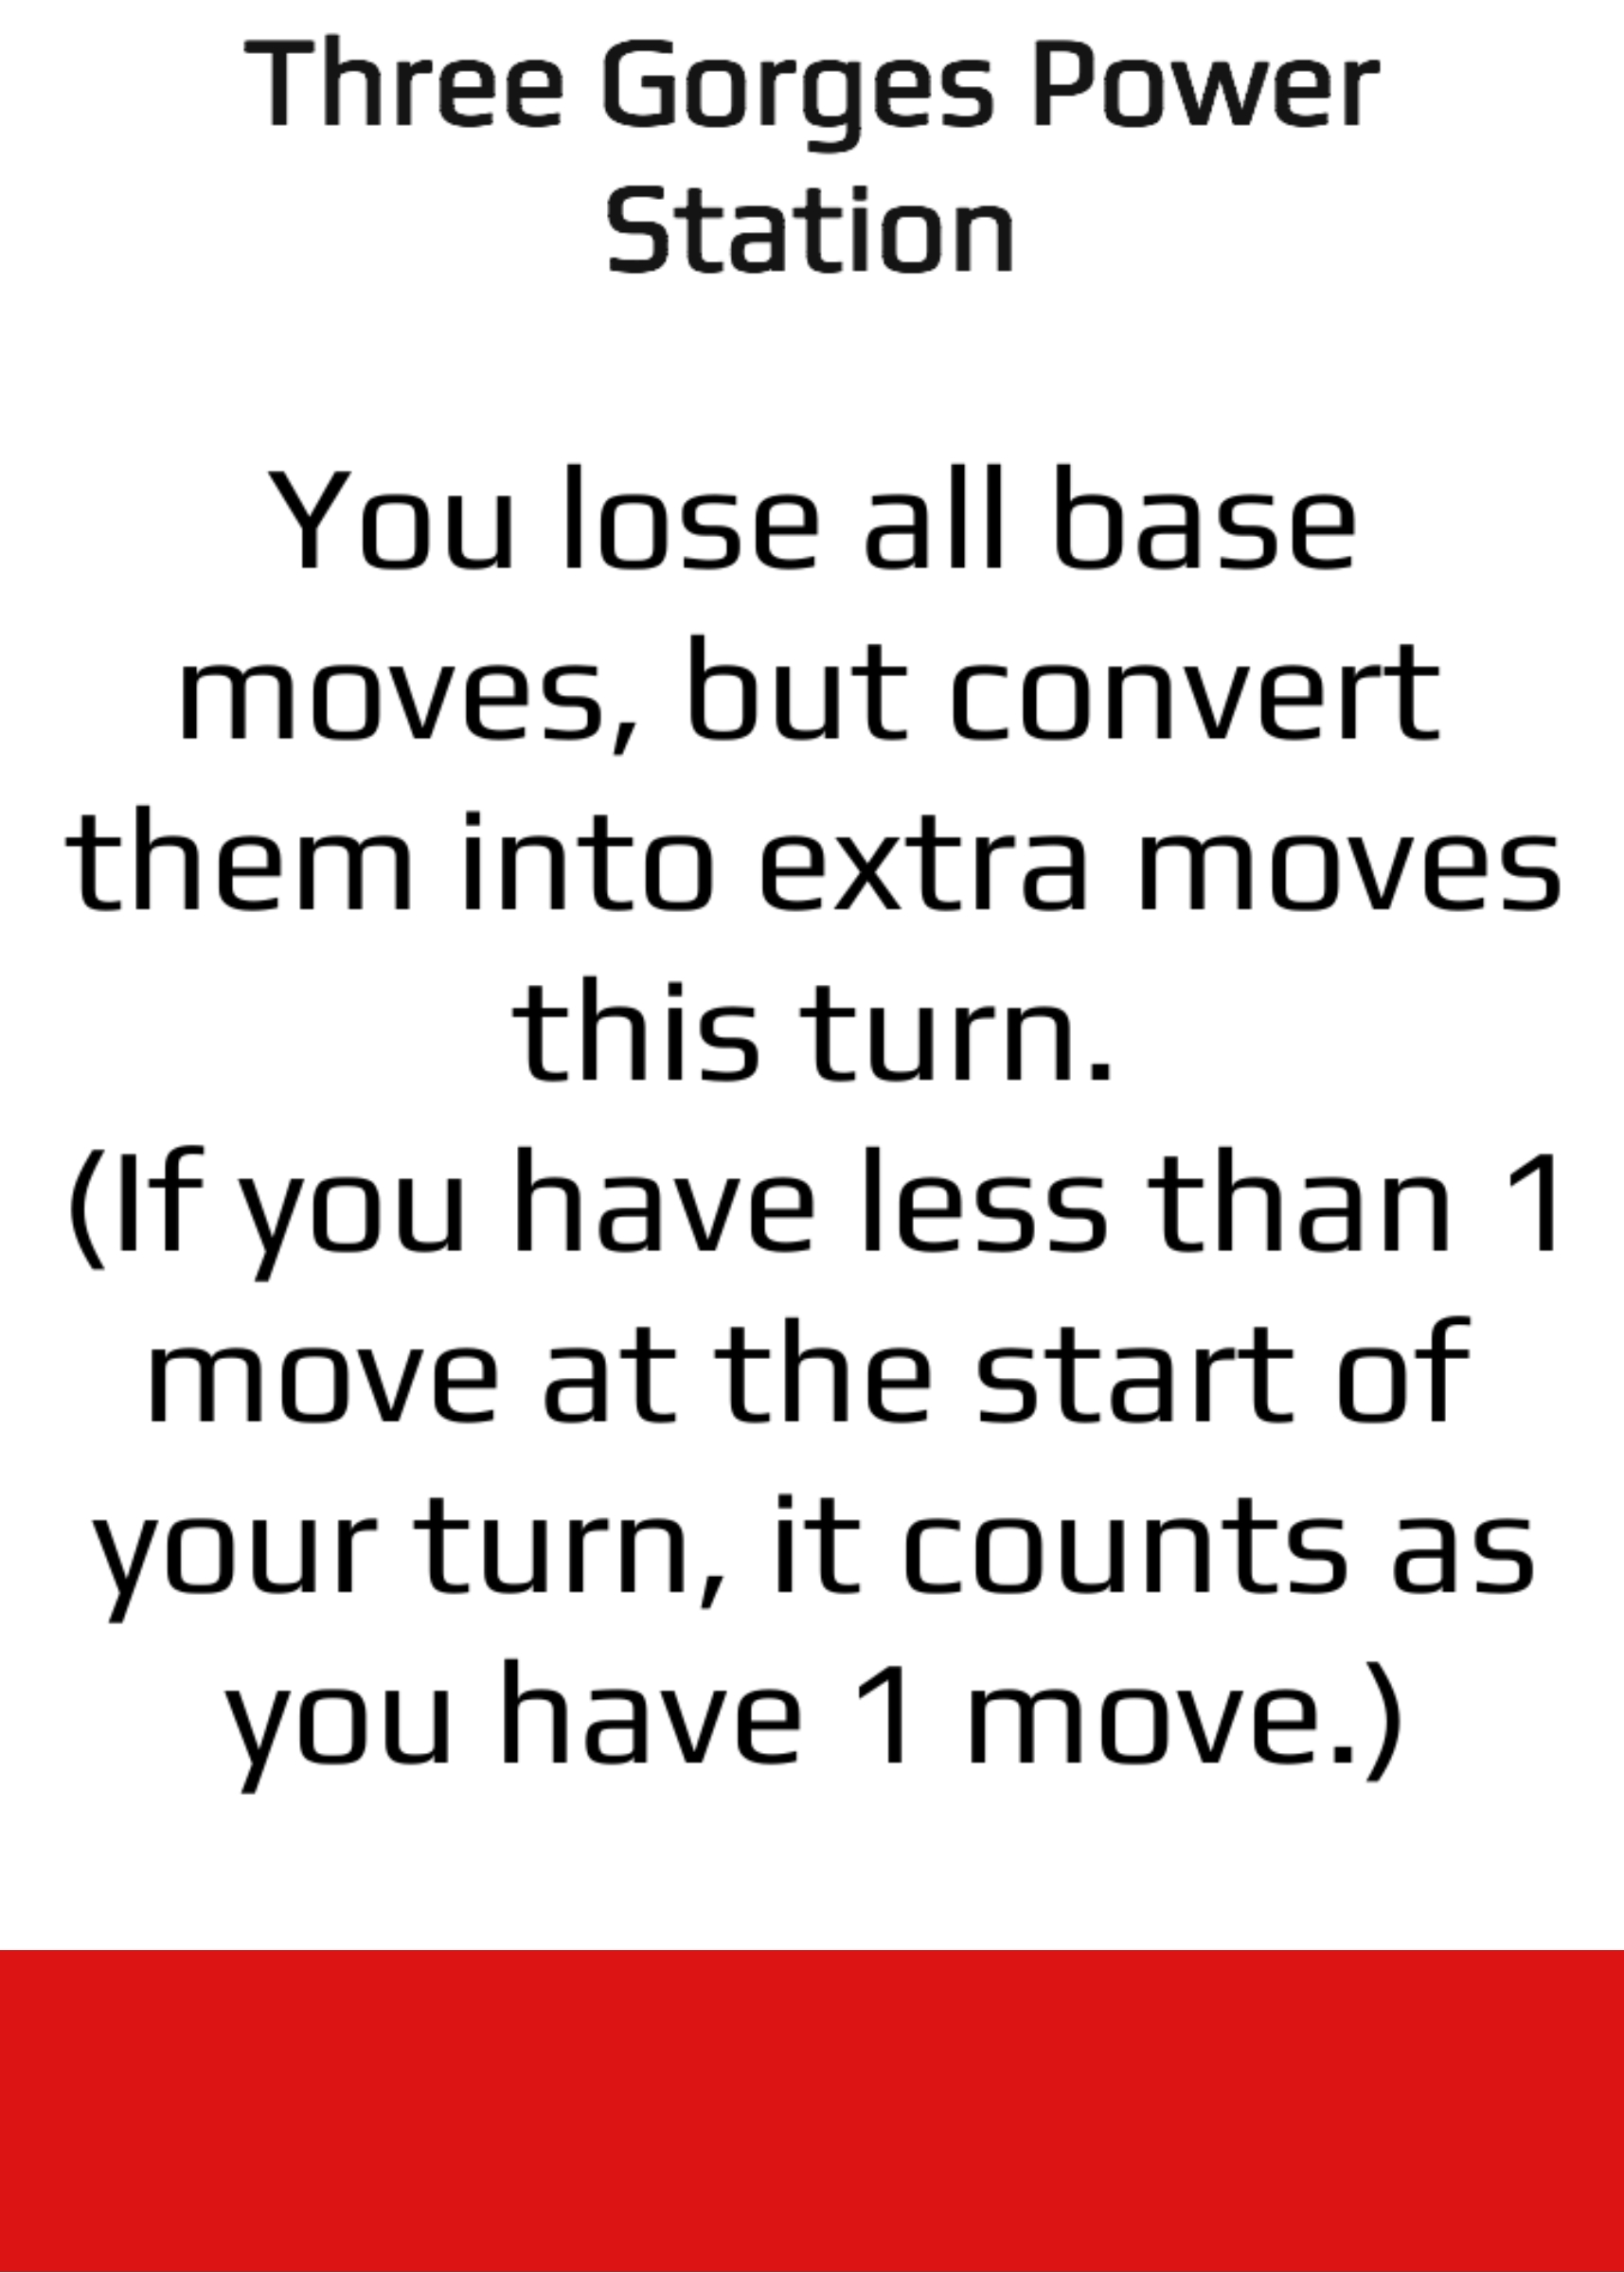 Three Gorges Power
Station
You lose all base
moves, but convert
them into extra moves
this turn.
(If you have less than 1
move at the start of
your turn, it counts as
you have 1 move.)